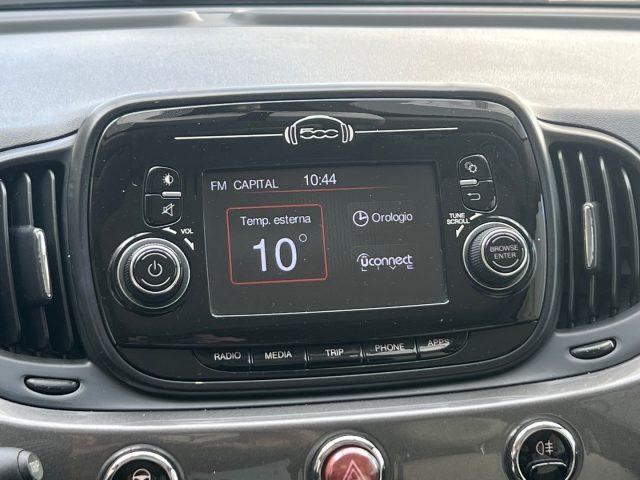 500
FM CAPITAL 10:44
Temp. esterna
10°
Orologio
uconnect
LIVE
VOL
TUNE
SCROLL
BROWSE
ENTER
RADIO MEDIA TRIP PHONE APPS